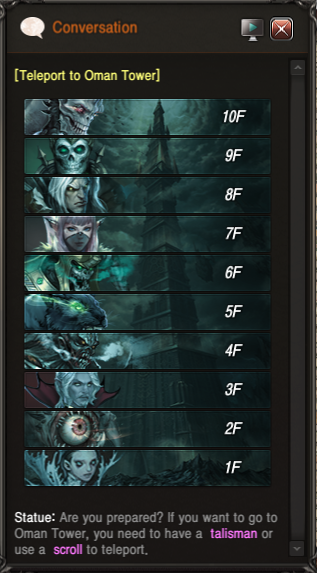 Conversation
[Teleport to Oman Tower]
10F
9F
8F
7F
6F
5F
4F
3F
2F
1F
Statue: Are you prepared? If you want to go to
Oman Tower, you need to have a talisman or
use a scroll to teleport.